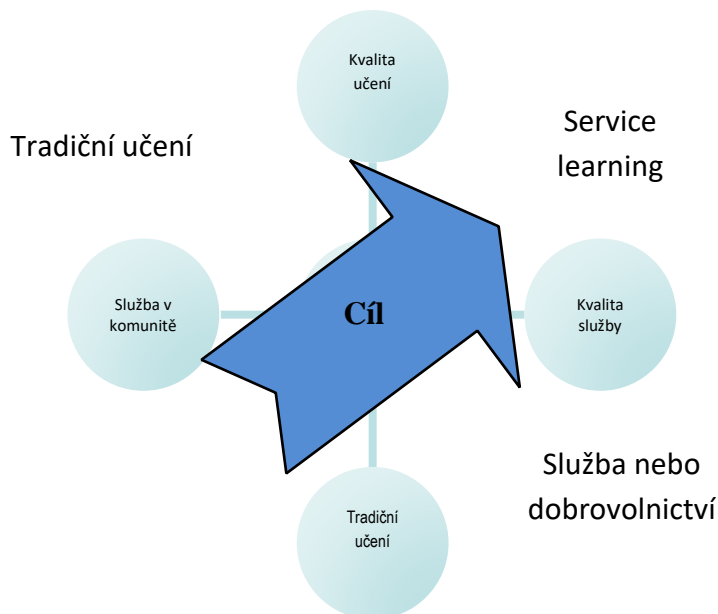 Kvalita
učení
Tradiční učení
Service
learning
Služba v
komunitě
Cíl
Kvalita
služby
Služba nebo
dobrovolnictví
Tradiční
učení